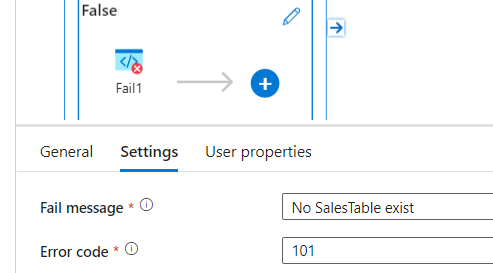 False
Fail1
General Settings User properties
Fail message * No SalesTable exist
Error code * 101